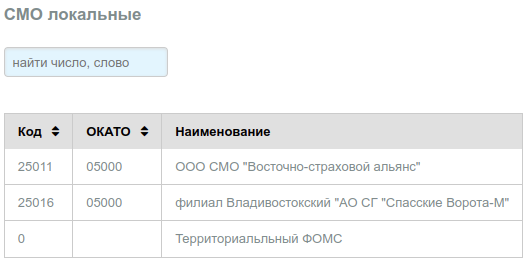 СМО локальные
найти число, слово
Код ОКАТО Наименование
25011 05000 ООО СМО "Восточно-страховой альянс"
25016 05000 филиал Владивостокский "АО СГ "Спасские Ворота-М"
0 Территориальльный ФОМС